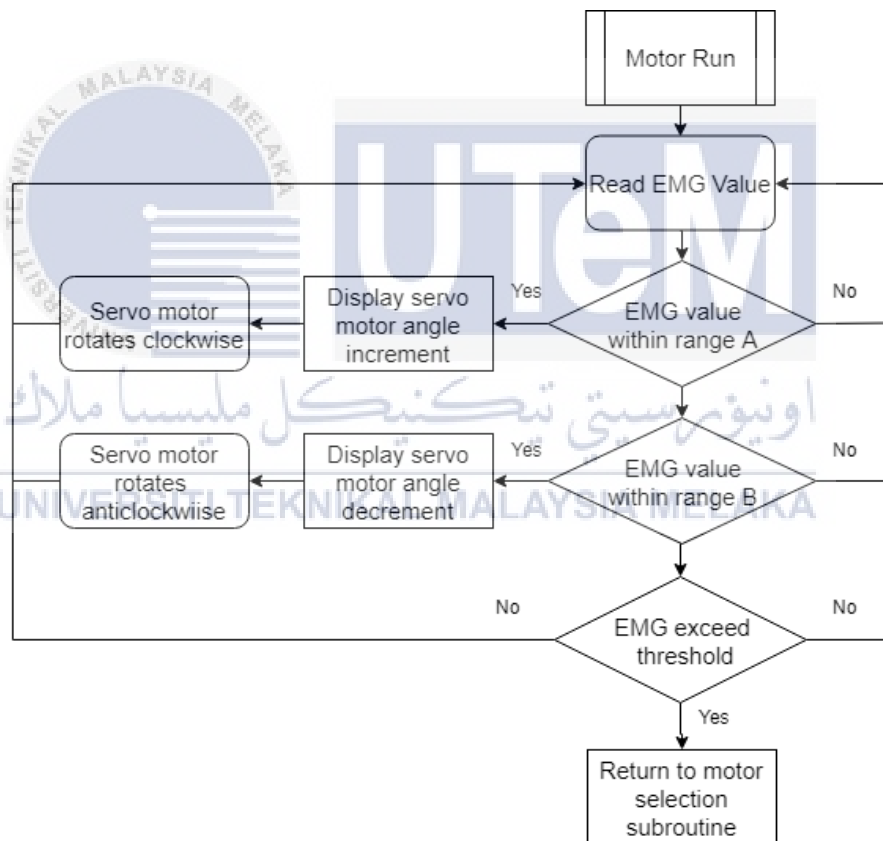 Motor Run
UNIVERSITI TEKNIKAL MALAYSIA MELAKA
UTeM
Read EMG Value
Servo motor
rotates clockwise
Display servo
motor angle
increment
Yes
EMG value
within range A
No
اونيۏرسيتي تيكنيكل مليسيا ملاك
Servo motor
rotates
anticlockwiise
Display servo
motor angle
decrement
Yes
EMG value
within range B
No
UNIVERSITI TEKNIKAL MALAYSIA MELAKA
No
EMG exceed
threshold
No
Yes
Return to motor
selection
subroutine